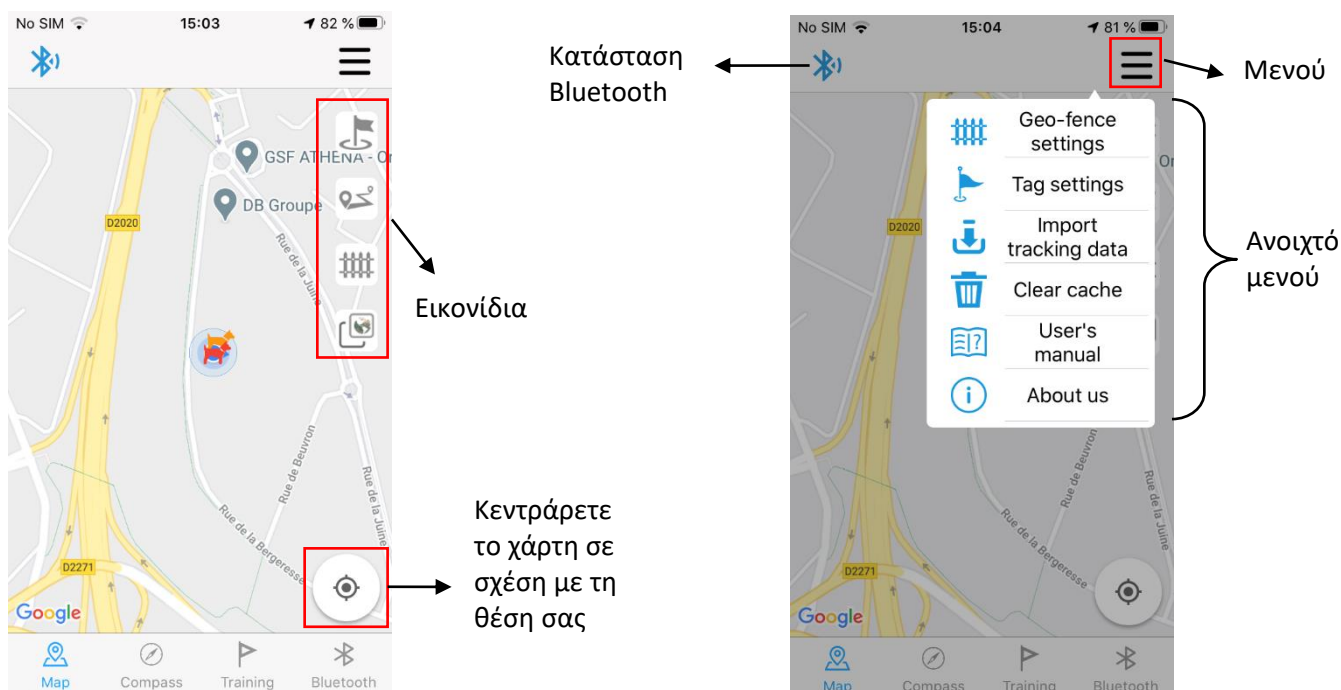 No SIM 15:03 82 %
GSF ATHENA - Or
DB Groupe
D2020
Rue de la Juine
Rue de Beuvron
Rue de la Juine
Rue de la Bergeresse
D2271
Google
Map Compass Training Bluetooth
Εικονίδια
Κεντράρετε
το χάρτη σε
σχέση με τη
θέση σας
Κατάσταση
Bluetooth
No SIM 15:04 81 %
Geo-fence
settings
Tag settings
Import
tracking data
Clear cache
User's
manual
About us
Or
D2020
Rue de Beuvron
Rue de la Juine
Rue de la Bergeresse
D2271
Google
Map Compass Training Bluetooth
Μενού
Ανοιχτό
μενού